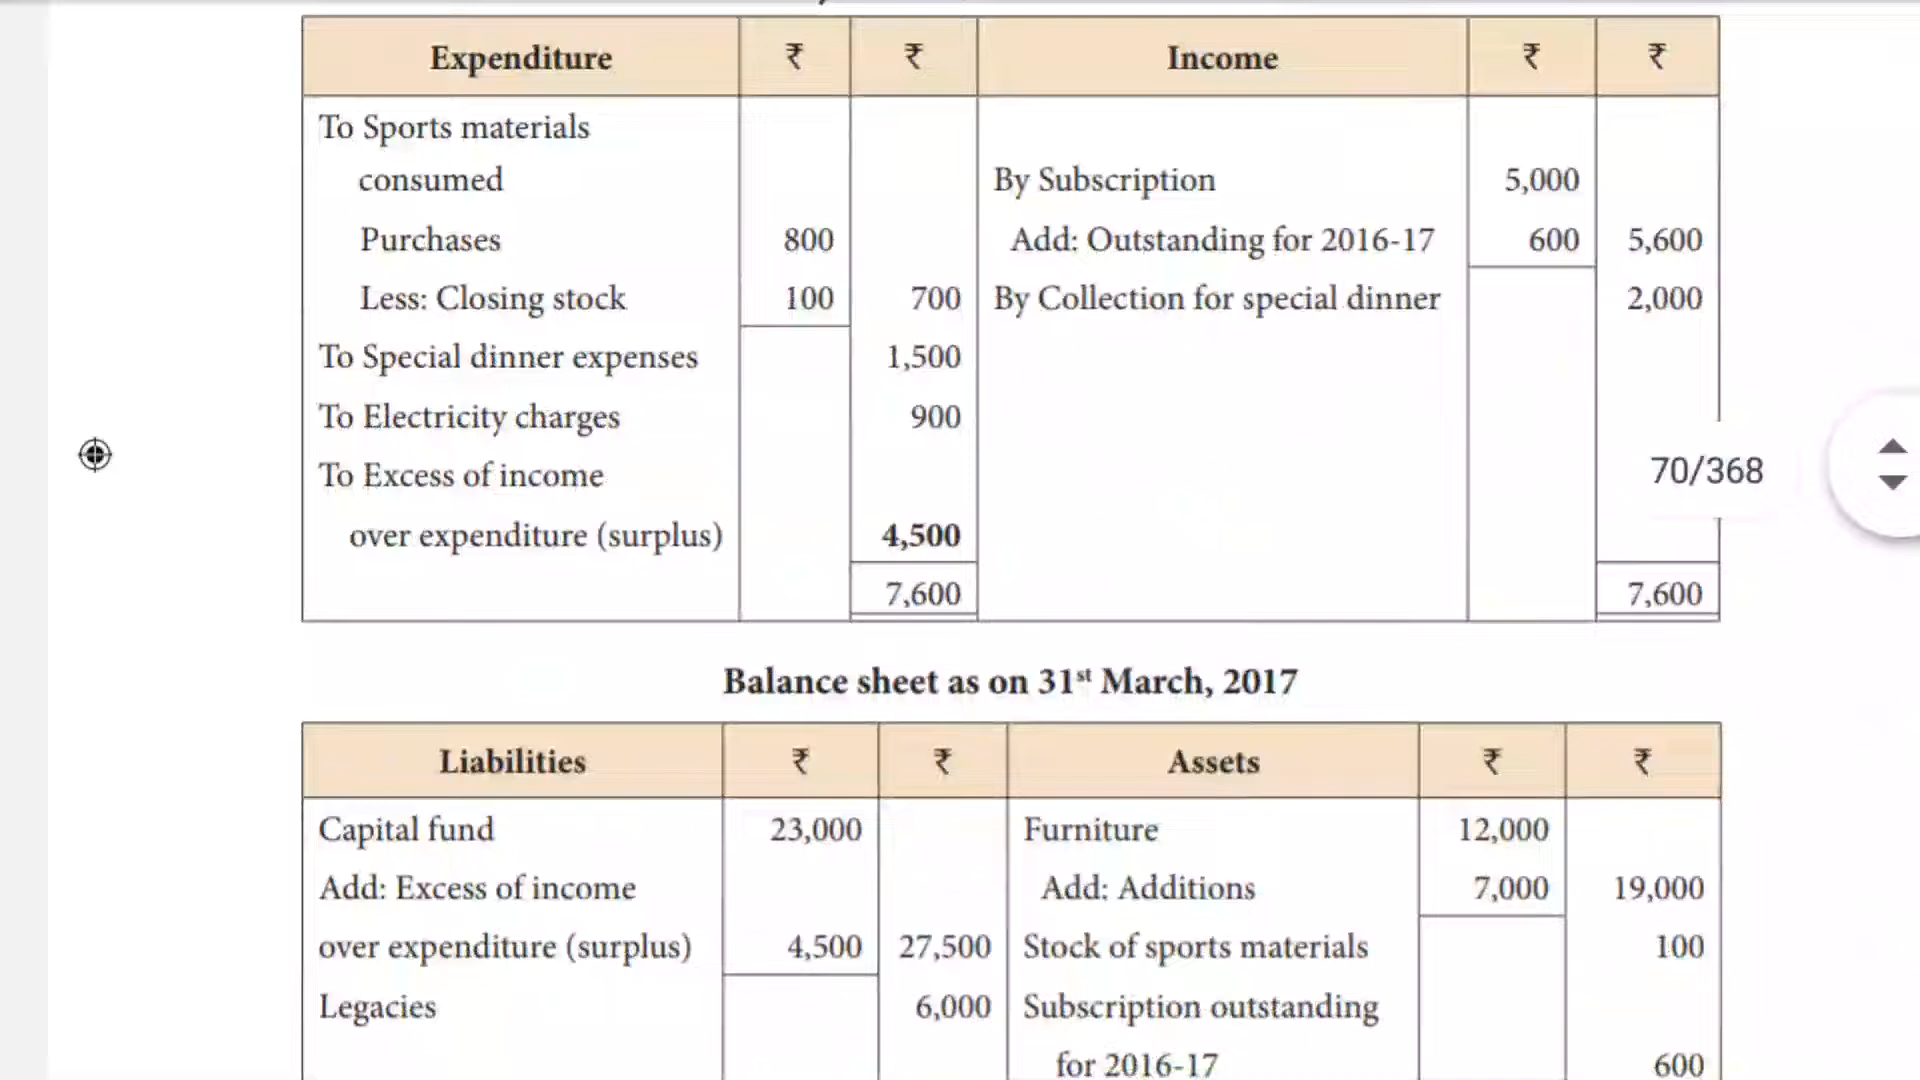 Expenditure ₹ ₹ Income ₹ ₹
To Sports materials
consumed By Subscription 5,000
Purchases 800 Add: Outstanding for 2016-17 600 5,600
Less: Closing stock 100 700 By Collection for special dinner 2,000
To Special dinner expenses 1,500
To Electricity charges 900
70/368
To Excess of income
over expenditure (surplus) 4,500
7,600 7,600
Balance sheet as on 31st March, 2017
Liabilities ₹ ₹ Assets ₹ ₹
Capital fund 23,000 Furniture 12,000
Add: Excess of income Add: Additions 7,000 19,000
over expenditure (surplus) 4,500 27,500 Stock of sports materials 100
Legacies 6,000 Subscription outstanding
for 2016-17 600